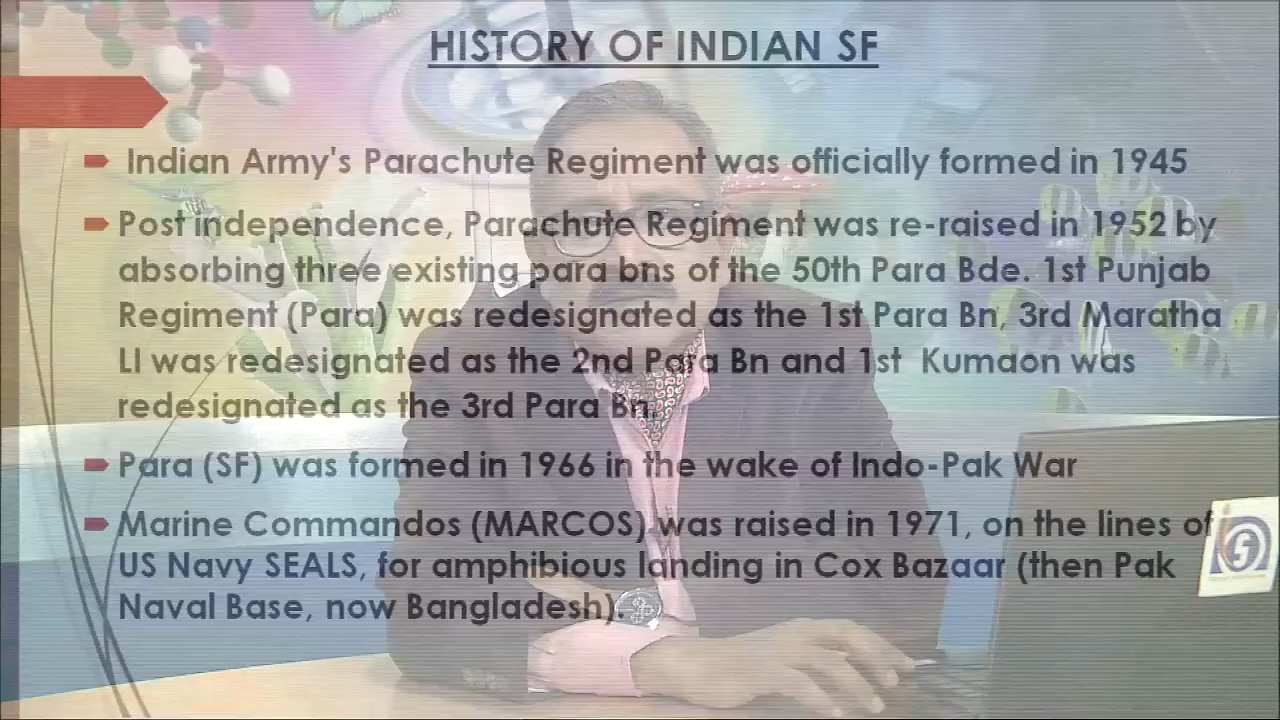 HISTORY OF INDIAN SF
Indian Army's Parachute Regiment was officially formed in 1945
Post independence, Parachute Regiment was re-raised in 1952 by
absorbing three existing para bns of the 50th Para Bde. 1st Punjab
Regiment (Para) was redesignated as the 1st Para Bn, 3rd Maratha
LI was redesignated as the 2nd Para Bn and 1st Kumaon was
redesignated as the 3rd Para Bn.
Para (SF) was formed in 1966 in the wake of Indo-Pak War
Marine Commandos (MARCOS) was raised in 1971, on the lines of
US Navy SEALS, for amphibious landing in Cox Bazaar (then Pak
Naval Base, now Bangladesh).